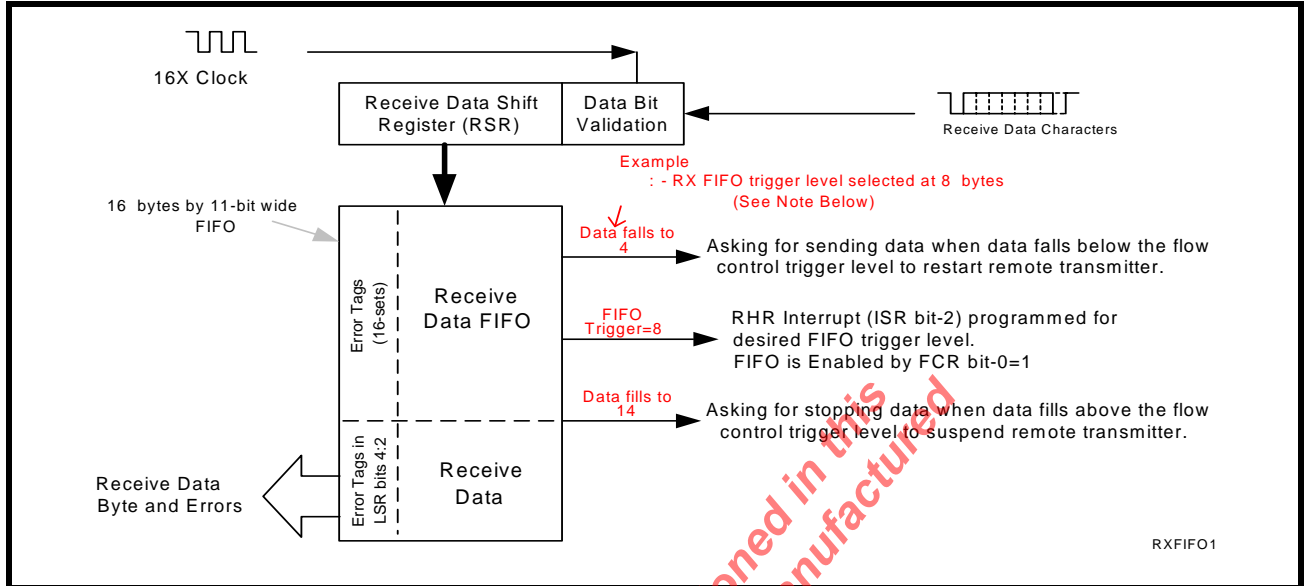 16X Clock
Receive Data Shift
Register (RSR)
Data Bit
Validation
Receive Data Characters
Example
: - RX FIFO trigger level selected at 8 bytes
(See Note Below)
16 bytes by 11-bit wide
FIFO
Data falls to
4
Asking for sending data when data falls below the flow
control trigger level to restart remote transmitter.
Error Tags
(16-sets)
Receive
Data FIFO
FIFO
Trigger=8
RHR Interrupt (ISR bit-2) programmed for
desired FIFO trigger level.
FIFO is Enabled by FCR bit-0=1
Data fills to
14
Asking for stopping data when data fills above the flow
control trigger level to suspend remote transmitter.
Error Tags in
LSR bits 4:2
Receive
Data
Receive Data
Byte and Errors
RXFIFO1
in this